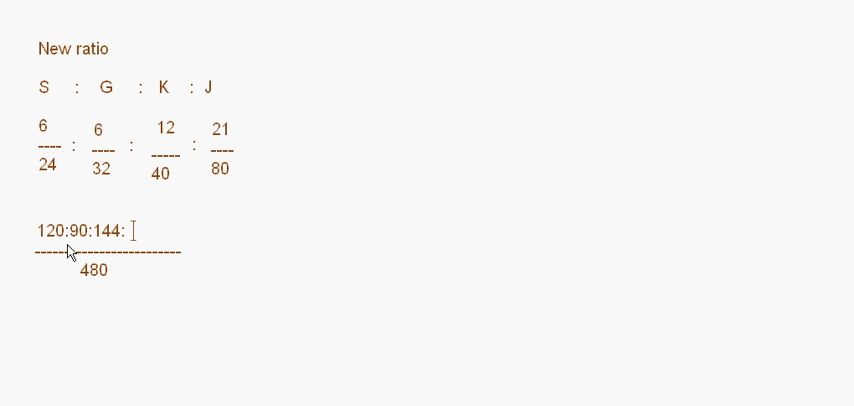 New ratio
S : G : K : J
6 6 12 21
---- : ---- : ----- : ----
24 32 40 80
120:90:144:
--------------------------
480